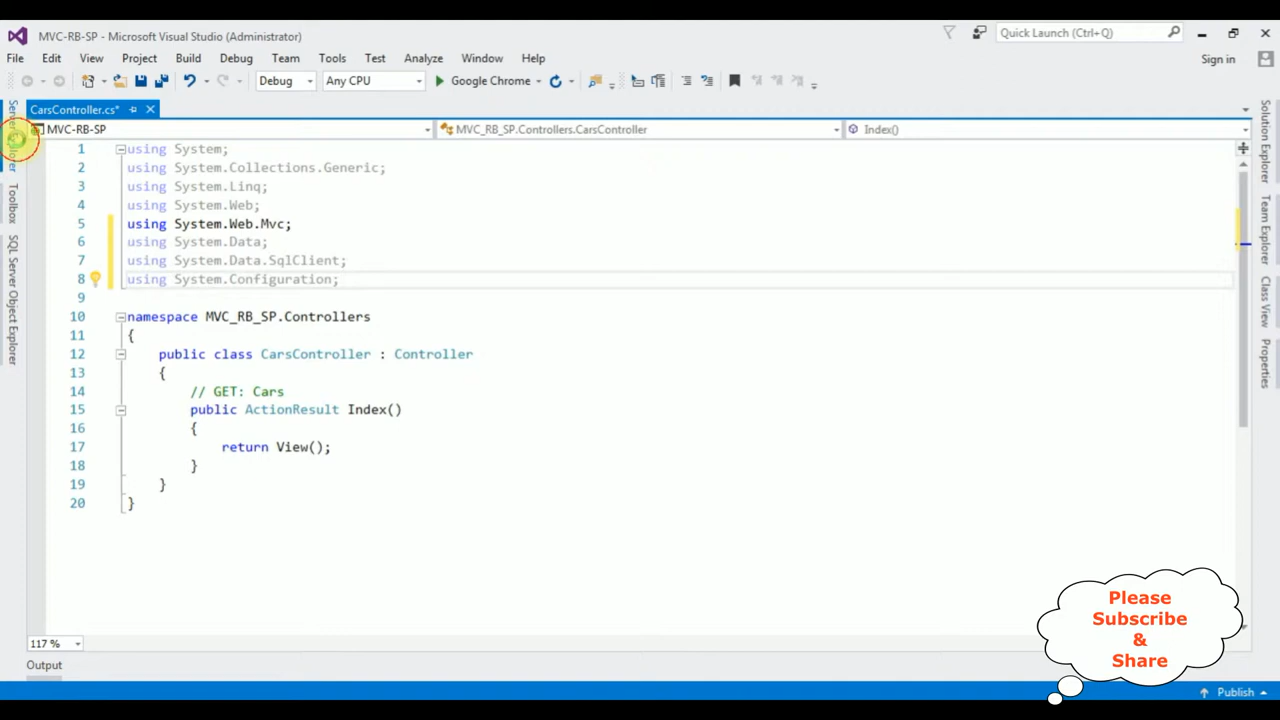 MVC-RB-SP - Microsoft Visual Studio (Administrator)
Quick Launch (Ctrl+Q)
File Edit View Project Build Debug Team Tools Test Analyze Window Help
Sign in
Debug Any CPU Google Chrome
CarsController.cs*
MVC-RB-SP MVC_RB_SP.Controllers.CarsController Index()
Server Explorer
Toolbox
SQL Server Object Explorer
1 using System;
2 using System.Collections.Generic;
3 using System.Linq;
4 using System.Web;
5 using System.Web.Mvc;
6 using System.Data;
7 using System.Data.SqlClient;
8 using System.Configuration;
9
10 namespace MVC_RB_SP.Controllers
11 {
12 public class CarsController : Controller
13 {
14 // GET: Cars
15 public ActionResult Index()
16 {
17 return View();
18 }
19 }
20 }
Solution Explorer
Team Explorer
Class View
Properties
Please
Subscribe
&
Share
117 %
Output
Publish